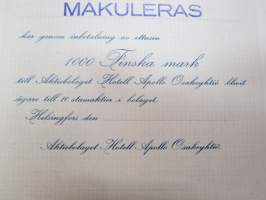 MAKULERAS
har genom inbetalning av ettusen
1000 Finska mark
till Aktiebolaget Hotell Apollo Osakeyhtiö blivit
ägare till 10 stamaktier i bolaget.
Helsingfors den
Aktiebolaget Hotell Apollo Osakeyhtiö.